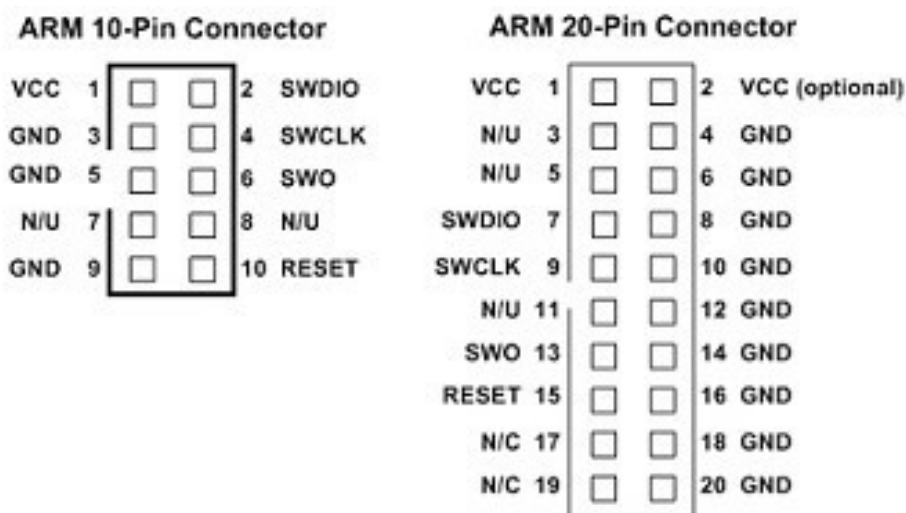 ARM 10-Pin Connector
VCC 1 2 SWDIO
GND 3 4 SWCLK
GND 5 6 SWO
N/U 7 8 N/U
GND 9 10 RESET
ARM 20-Pin Connector
VCC 1 2 VCC (optional)
N/U 3 4 GND
N/U 5 6 GND
SWDIO 7 8 GND
SWCLK 9 10 GND
N/U 11 12 GND
SWO 13 14 GND
RESET 15 16 GND
N/C 17 18 GND
N/C 19 20 GND